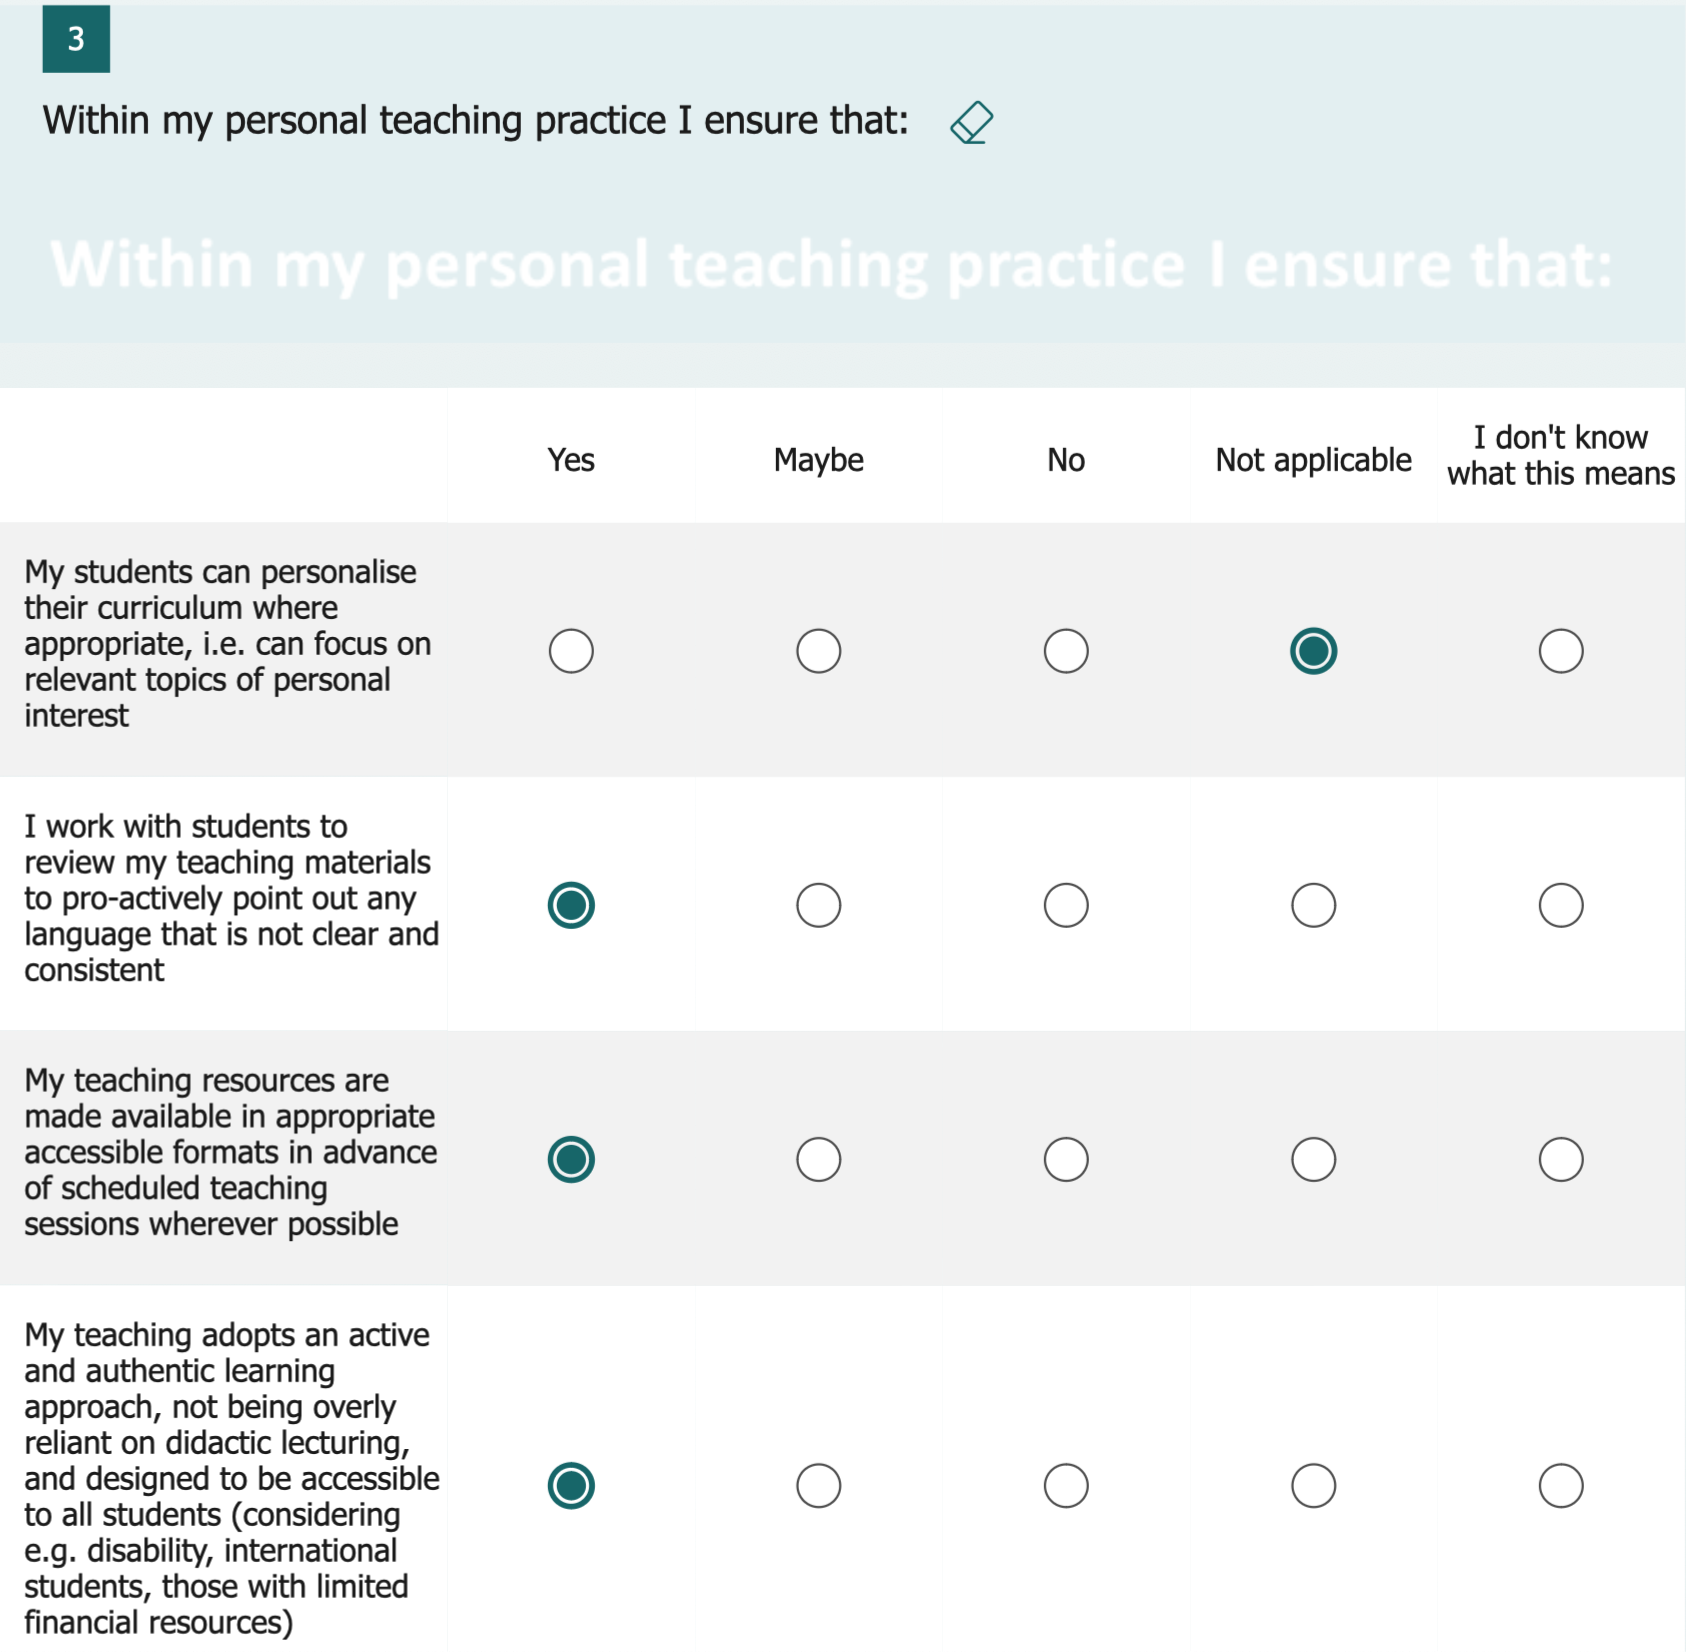 3
Within my personal teaching practice I ensure that:
Within my personal teaching practice I ensure that:
Yes
Maybe
No
Not applicable
I don't know
what this means
My students can personalise
their curriculum where
appropriate, i.e. can focus on
relevant topics of personal
interest
I work with students to
review my teaching materials
to pro-actively point out any
language that is not clear and
consistent
My teaching resources are
made available in appropriate
accessible formats in advance
of scheduled teaching
sessions wherever possible
My teaching adopts an active
and authentic learning
approach, not being overly
reliant on didactic lecturing,
and designed to be accessible
to all students (considering
e.g. disability, international
students, those with limited
financial resources)